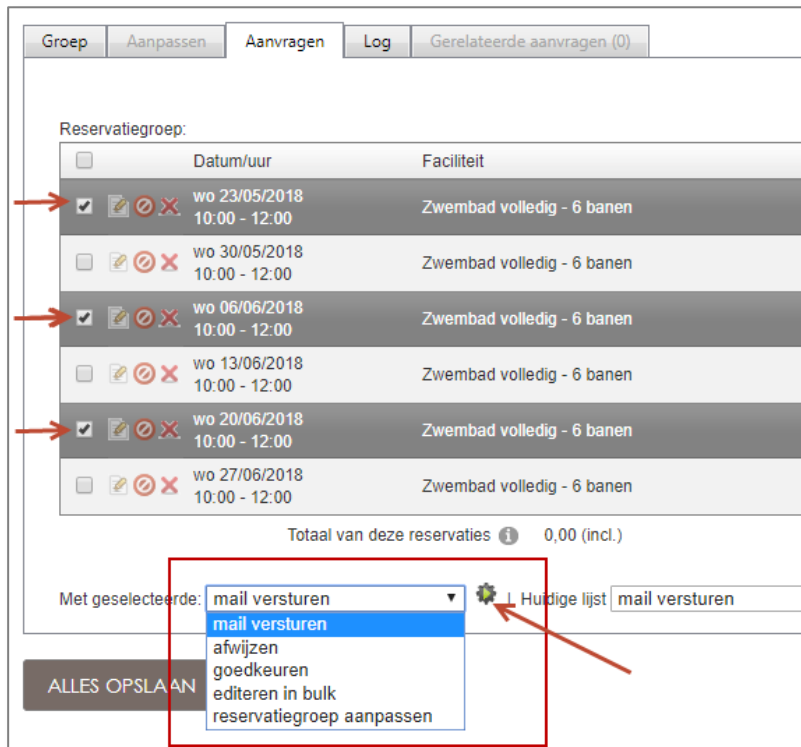 Groep Aanpassen Aanvragen Log Gerelateerde aanvragen (0)
Reservatiegroep:
Datum/uur Faciliteit
wo 23/05/2018
10:00 - 12:00 Zwembad volledig - 6 banen
wo 30/05/2018
10:00 - 12:00 Zwembad volledig - 6 banen
wo 06/06/2018
10:00 - 12:00 Zwembad volledig - 6 banen
wo 13/06/2018
10:00 - 12:00 Zwembad volledig - 6 banen
wo 20/06/2018
10:00 - 12:00 Zwembad volledig - 6 banen
wo 27/06/2018
10:00 - 12:00 Zwembad volledig - 6 banen
Totaal van deze reservaties 0,00 (incl.)
Met geselecteerde: mail versturen | Huidige lijst mail versturen
mail versturen
afwijzen
goedkeuren
editeren in bulk
reservatiegroep aanpassen
ALLES OPSLAAN